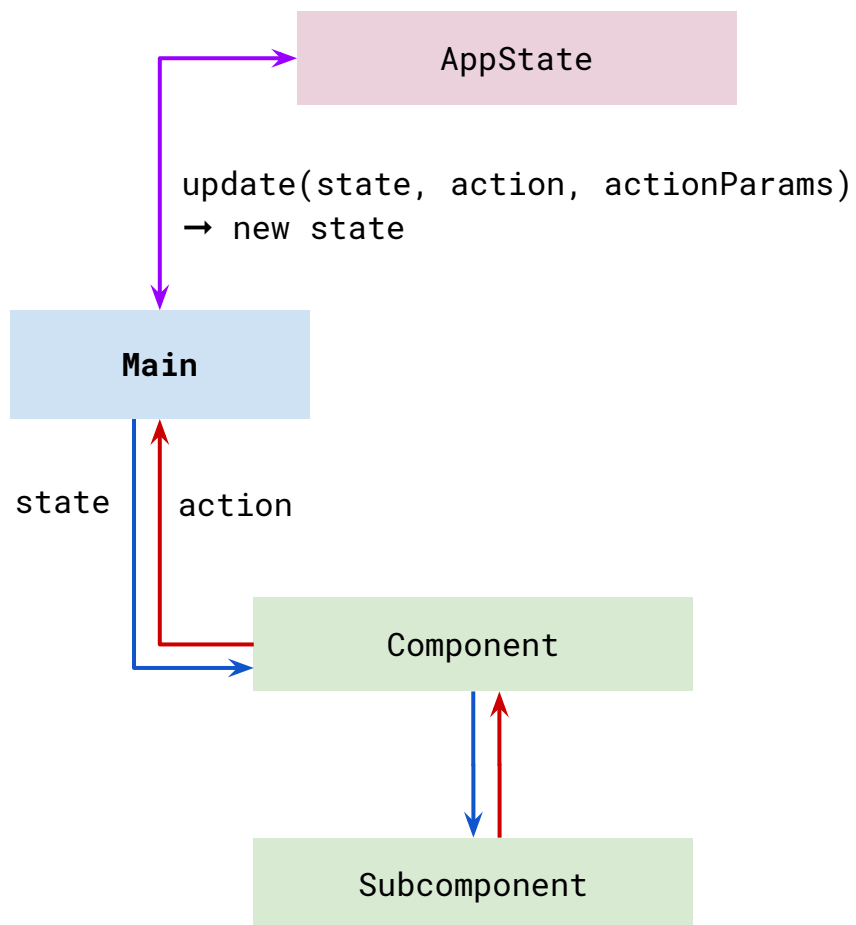 AppState
update(state, action, actionParams)
→ new state
Main
state
action
Component
Subcomponent